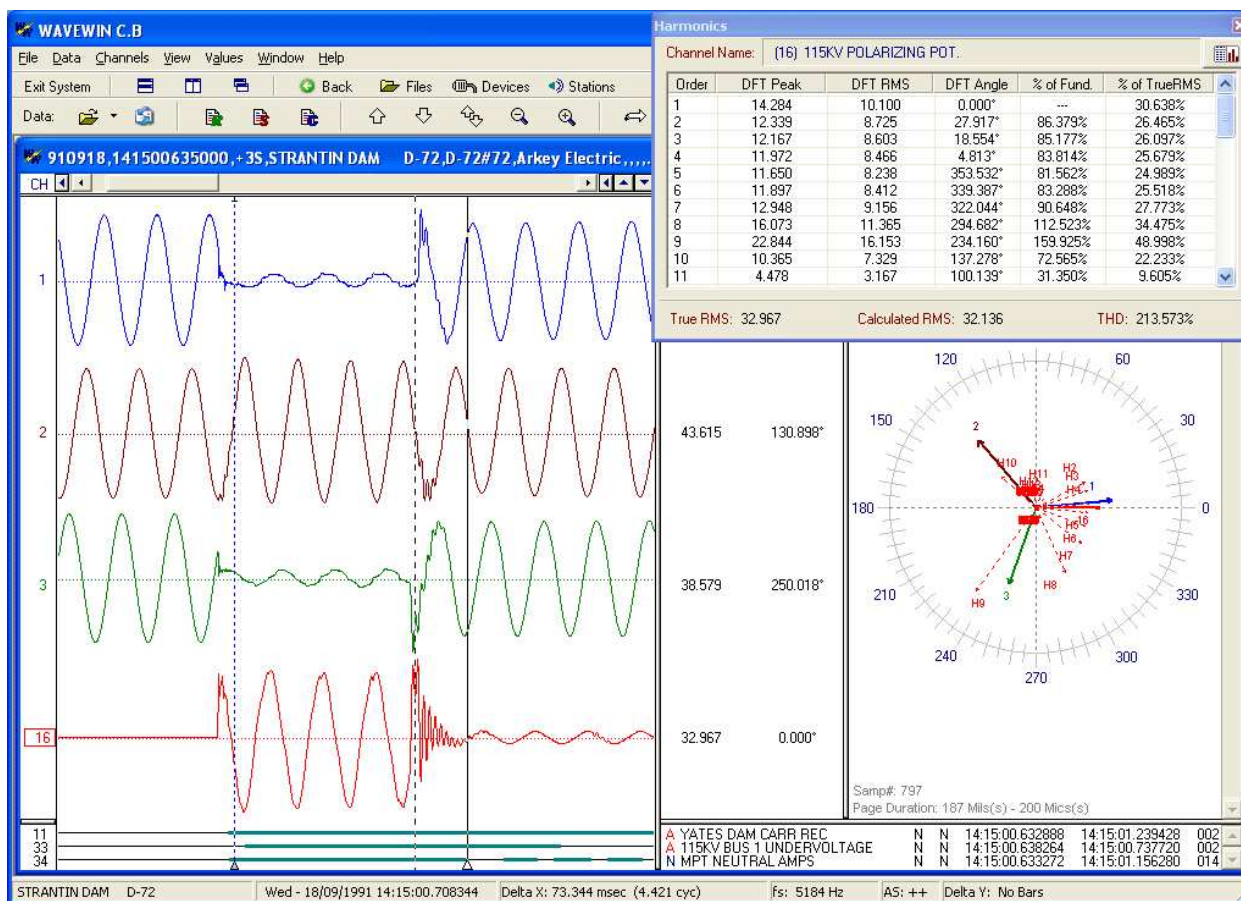 WAVEWIN C.B
File Data Channels View Values Window Help
Exit System Back Files Devices Stations
Data:
910918,141500635000,+3S,STRANTIN DAM D-72,D-72#72,Arkey Electric,,,,..
CH
1
2
3
16
11
33
34
Harmonics
Channel Name: (16) 115KV POLARIZING POT.
Order DFT Peak DFT RMS DFT Angle % of Fund. % of TrueRMS
1 14.284 10.100 0.000° --- 30.638%
2 12.339 8.725 27.917° 86.379% 26.465%
3 12.167 8.603 18.554° 85.177% 26.097%
4 11.972 8.466 4.813° 83.814% 25.679%
5 11.650 8.238 353.532° 81.562% 24.989%
6 11.897 8.412 339.387° 83.288% 25.518%
7 12.948 9.156 322.044° 90.648% 27.773%
8 16.073 11.365 294.682° 112.523% 34.475%
9 22.844 16.153 234.160° 159.925% 48.998%
10 10.365 7.329 137.278° 72.565% 22.233%
11 4.478 3.167 100.139° 31.350% 9.605%
True RMS: 32.967 Calculated RMS: 32.136 THD: 213.573%
43.615 130.898°
38.579 250.018°
32.967 0.000°
120 60
150 30
180 0
210 330
240 300
270
2
H10
H11
H2
H3
H4
1
16
H5
H6
H7
H8
H9
3
Samp#: 797
Page Duration: 187 Mils(s) - 200 Mics(s)
A YATES DAM CARR REC N N 14:15:00.632888 14:15:01.239428 002
A 115KV BUS 1 UNDERVOLTAGE N N 14:15:00.638264 14:15:00.737720 002
N MPT NEUTRAL AMPS N N 14:15:00.633272 14:15:01.156280 014
STRANTIN DAM D-72 Wed - 18/09/1991 14:15:00.708344 Delta X: 73.344 msec (4.421 cyc) fs: 5184 Hz AS: ++ Delta Y: No Bars